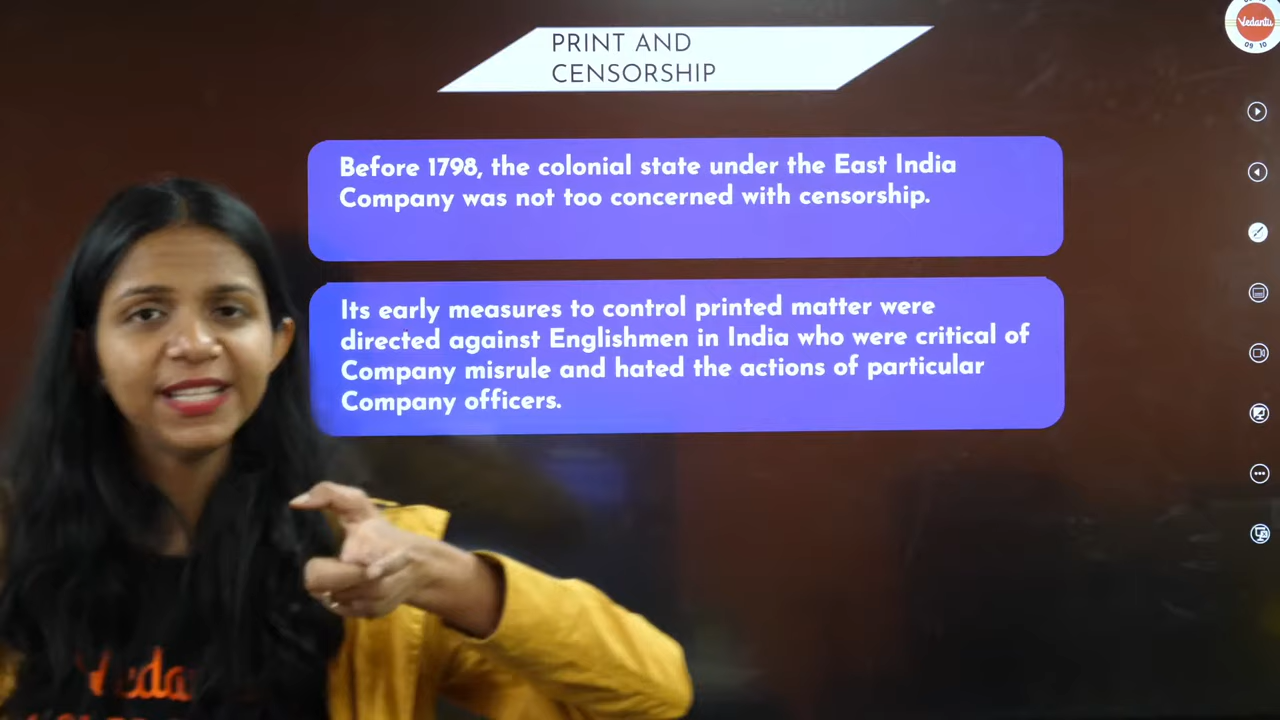 PRINT AND
CENSORSHIP
Before 1798, the colonial state under the East India
Company was not too concerned with censorship.
Its early measures to control printed matter were
directed against Englishmen in India who were critical of
Company misrule and hated the actions of particular
Company officers.
Vedantu
09 10